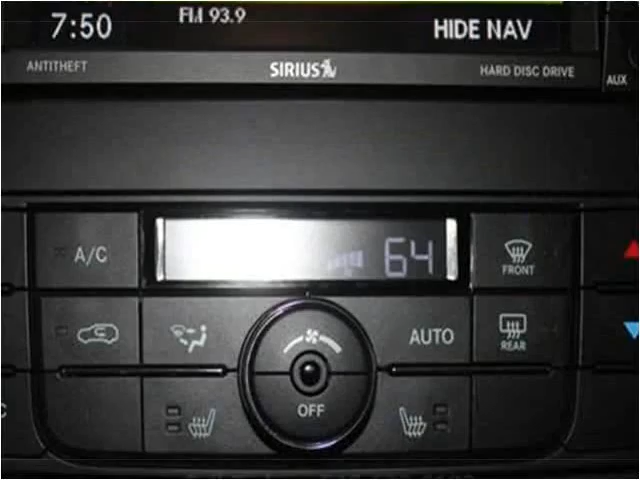 7:50 FM 93.9 HIDE NAV
ANTITHEFT SIRIUS HARD DISC DRIVE
AUX
A/C 64 FRONT
AUTO REAR
OFF